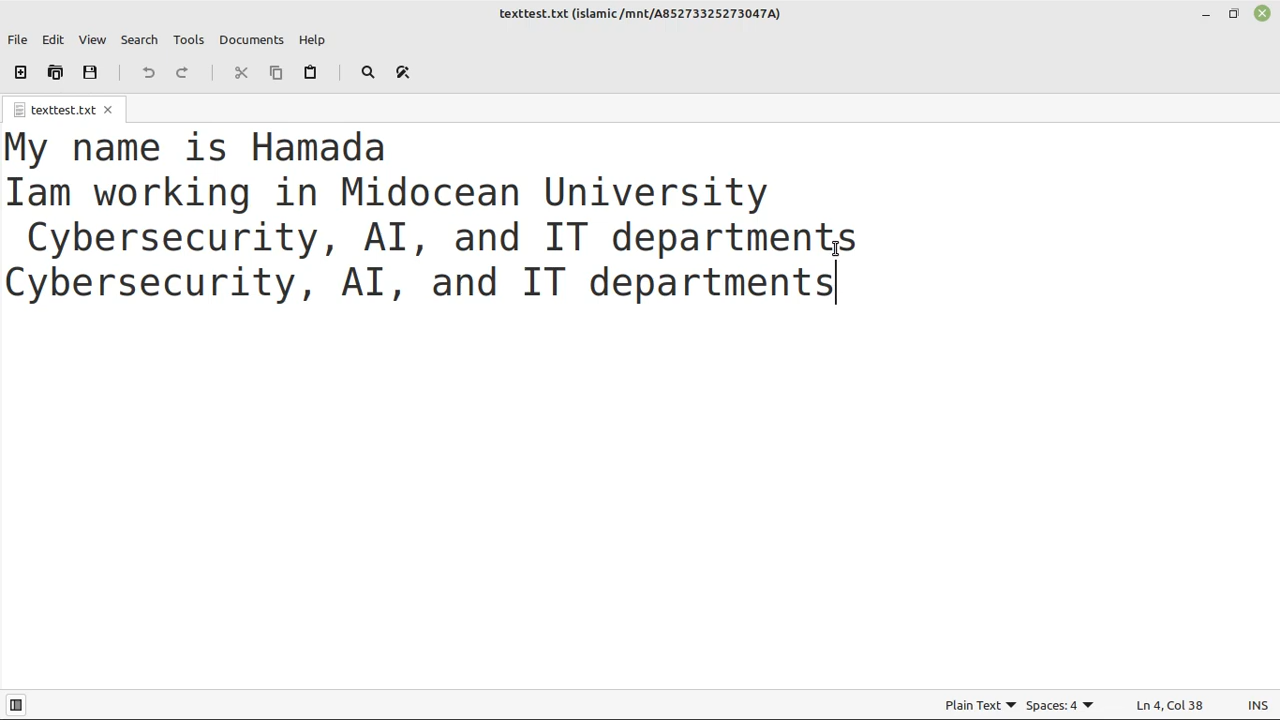 texttest.txt (islamic /mnt/A85273325273047A)
File Edit View Search Tools Documents Help
texttest.txt
My name is Hamada
Iam working in Midocean University
 Cybersecurity, AI, and IT departments
Cybersecurity, AI, and IT departments
Plain Text Spaces: 4 Ln 4, Col 38 INS